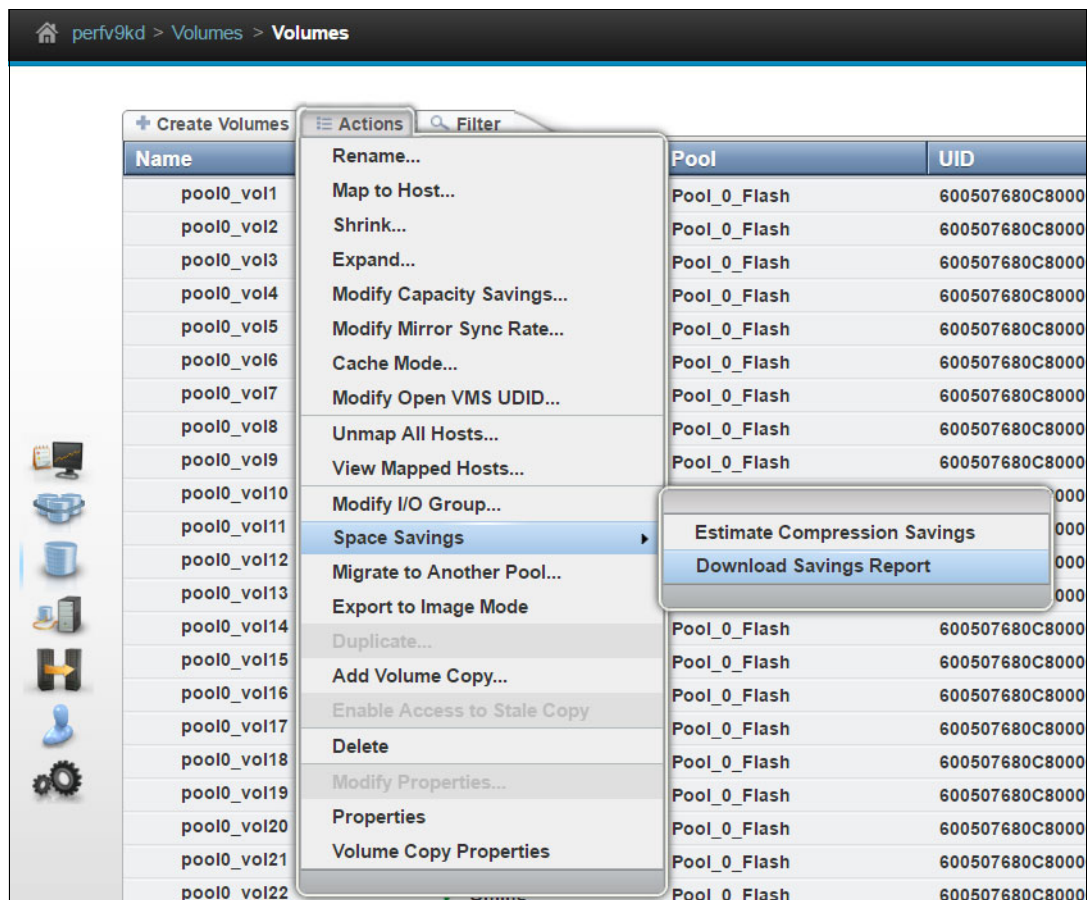 perfv9kd > Volumes > Volumes
Create Volumes Actions Filter
Name Pool UID
Rename...
Map to Host...
Shrink...
Expand...
Modify Capacity Savings...
Modify Mirror Sync Rate...
Cache Mode...
Modify Open VMS UDID...
Unmap All Hosts...
View Mapped Hosts...
Modify I/O Group...
Space Savings
Migrate to Another Pool...
Export to Image Mode
Duplicate...
Add Volume Copy...
Enable Access to Stale Copy
Delete
Modify Properties...
Properties
Volume Copy Properties
Estimate Compression Savings
Download Savings Report
pool0_vol1 Pool_0_Flash 600507680C8000
pool0_vol2 Pool_0_Flash 600507680C8000
pool0_vol3 Pool_0_Flash 600507680C8000
pool0_vol4 Pool_0_Flash 600507680C8000
pool0_vol5 Pool_0_Flash 600507680C8000
pool0_vol6 Pool_0_Flash 600507680C8000
pool0_vol7 Pool_0_Flash 600507680C8000
pool0_vol8 Pool_0_Flash 600507680C8000
pool0_vol9 Pool_0_Flash 600507680C8000
pool0_vol10 000
pool0_vol11 000
pool0_vol12 000
pool0_vol13 000
pool0_vol14 Pool_0_Flash 600507680C8000
pool0_vol15 Pool_0_Flash 600507680C8000
pool0_vol16 Pool_0_Flash 600507680C8000
pool0_vol17 Pool_0_Flash 600507680C8000
pool0_vol18 Pool_0_Flash 600507680C8000
pool0_vol19 Pool_0_Flash 600507680C8000
pool0_vol20 Pool_0_Flash 600507680C8000
pool0_vol21 Pool_0_Flash 600507680C8000
pool0_vol22 Pool_0_Flash 600507680C8000